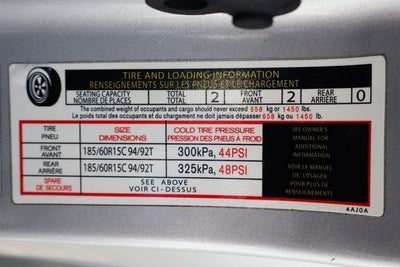 TIRE AND LOADING INFORMATION
RENSEIGNEMENTS SUR LES PNEUS ET LE CHARGEMENT
SEATING CAPACITY TOTAL 2 FRONT 2 REAR 0
NOMBRE DE PLACES TOTAL AVANT ARRIÈRE
The combined weight of occupants and cargo should never exceed 658 kg or 1450 lb.
Le poids total des occupants et du chargement ne doit jamais dépasser 658 kg or 1450 lb.
TIRE SIZE COLD TIRE PRESSURE
PNEU DIMENSIONS PRESSION DES PNEUS À FROID
FRONT AVANT 185/60R15C 94/92T 300kPa, 44PSI
REAR ARRIÈRE 185/60R15C 94/92T 325kPa, 48PSI
SPARE DE SECOURS SEE ABOVE
VOIR CI-DESSUS
SEE OWNER'S
MANUAL FOR
ADDITIONAL
INFORMATION
VOIR LE MANUEL
DE L'USAGER
POUR PLUS DE
RENSEIGNEMENTS
4AJ0A